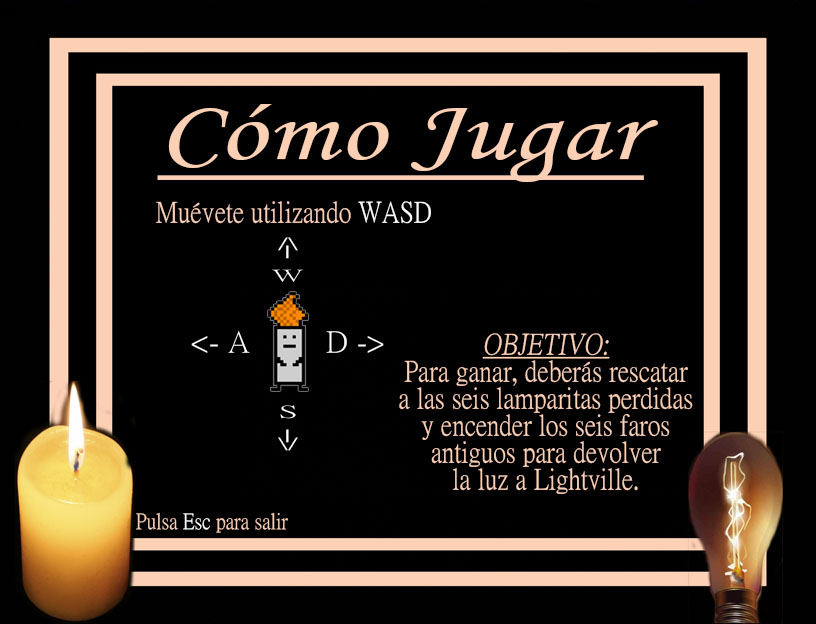 Cómo Jugar
Muévete utilizando WASD
^
W
<- A D ->
S
OBJETIVO:
Para ganar, deberás rescatar
a las seis lamparitas perdidas
y encender los seis faros
antiguos para devolver
la luz a Lightville.
Pulsa Esc para salir